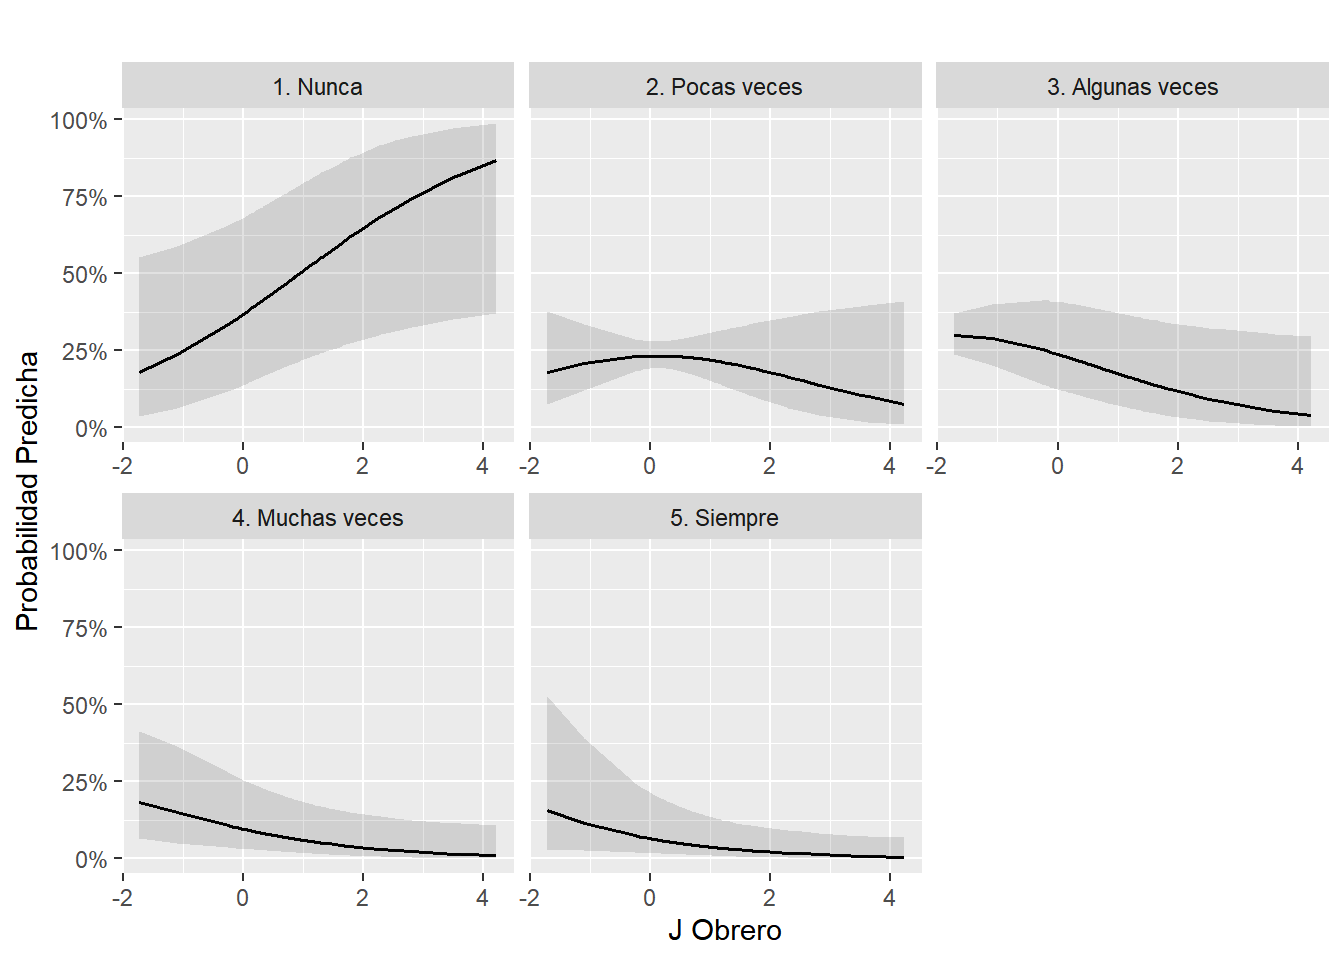 1. Nunca
2. Pocas veces
3. Algunas veces
100%
75%
50%
25%
0%
-2 0 2 4
-2 0 2 4
-2 0 2 4
4. Muchas veces
5. Siempre
100%
75%
50%
25%
0%
-2 0 2 4
-2 0 2 4
Probabilidad Predicha
J Obrero